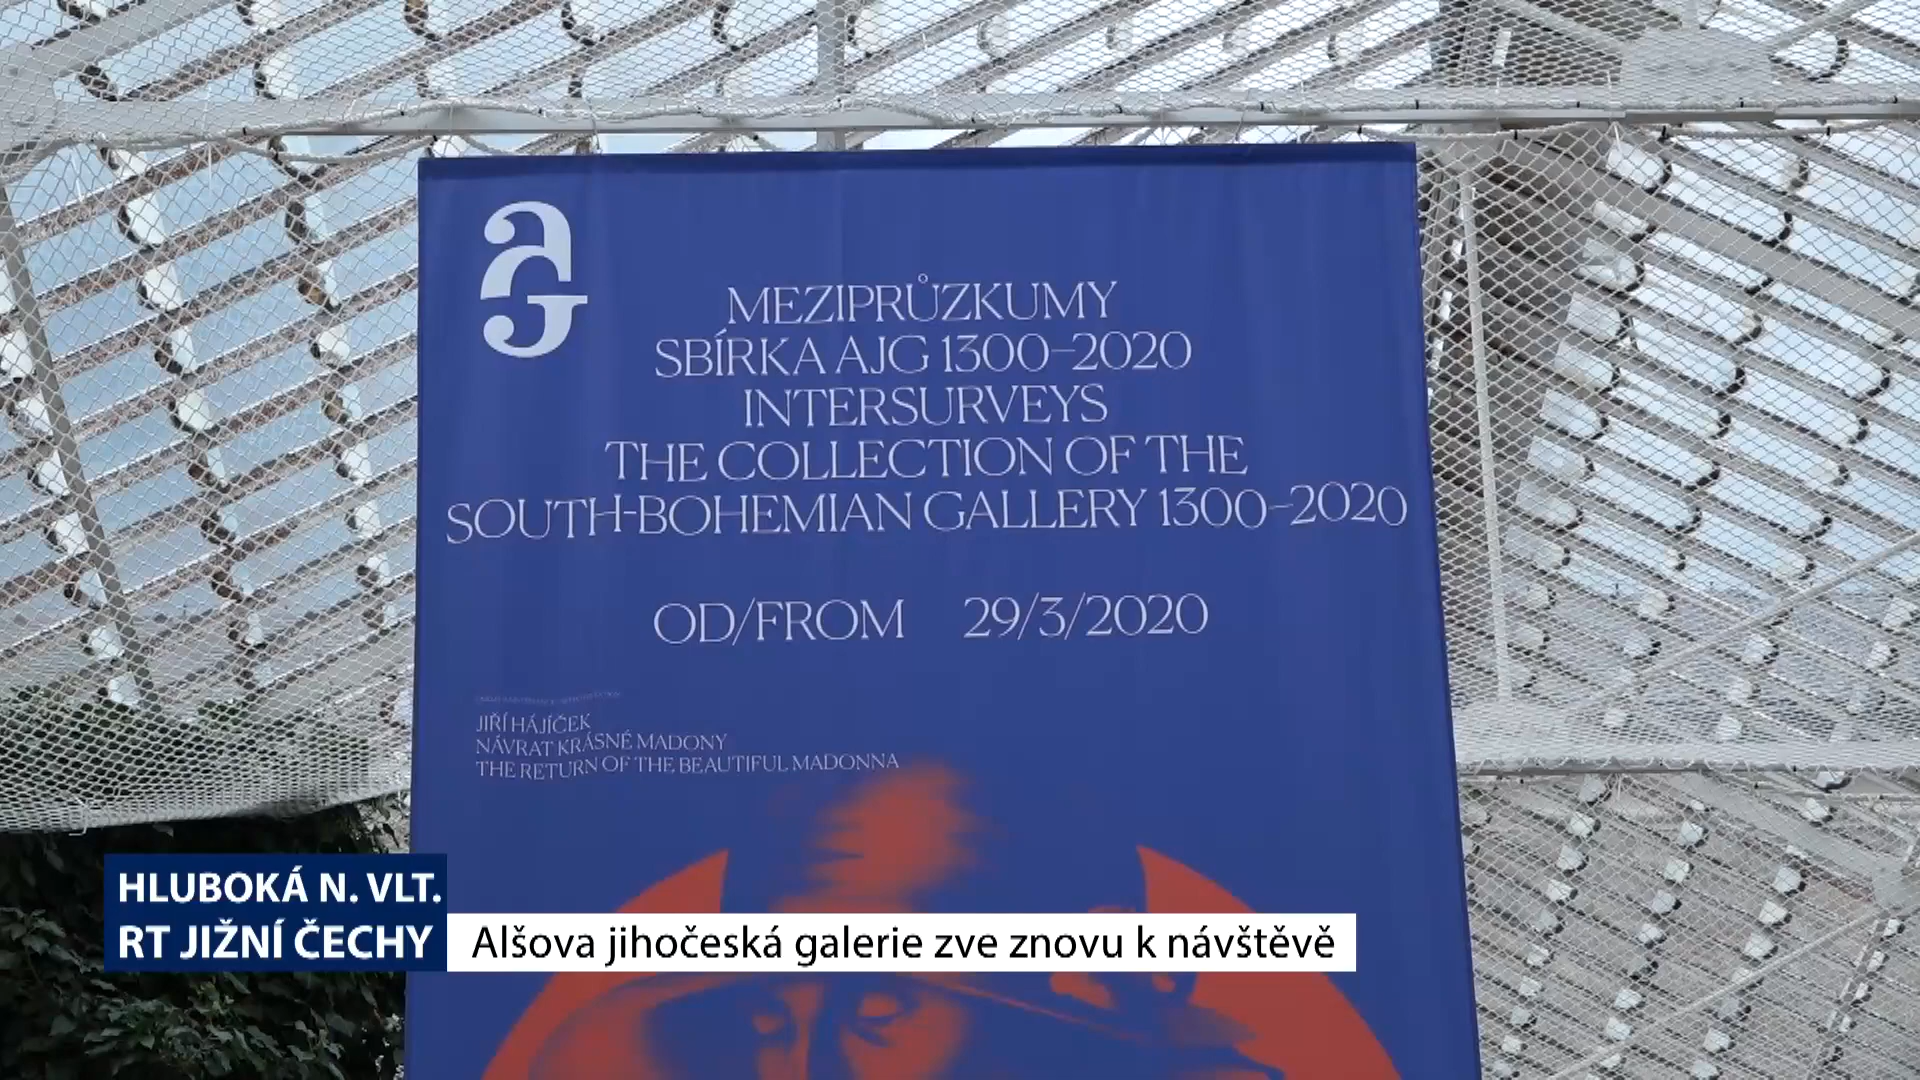 aJG
MEZIPRŮZKUMY
SBÍRKA AJG 1300–2020
INTERSURVEYS
THE COLLECTION OF THE
SOUTH-BOHEMIAN GALLERY 1300–2020
OD/FROM 29/3/2020
JIŘÍ HÁJÍČEK
NÁVRAT KRÁSNÉ MADONY
THE RETURN OF THE BEAUTIFUL MADONNA
HLUBOKÁ N. VLT.
RT JIŽNÍ ČECHY
Alšova jihočeská galerie zve znovu k návštěvě